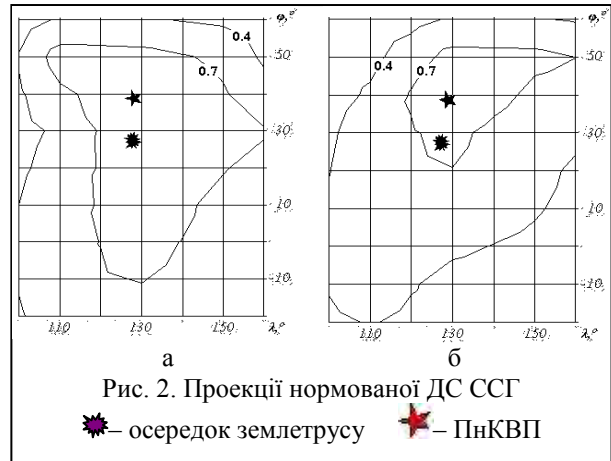 φ,°
0.4
50
0.7
30
10
-10
λ,°
110
130
150
φ,°
0.4
50
0.7
30
10
-10
λ,°
110
130
150
а
б
Рис. 2. Проекції нормованої ДС ССГ
– осередок землетрусу – ПнКВП